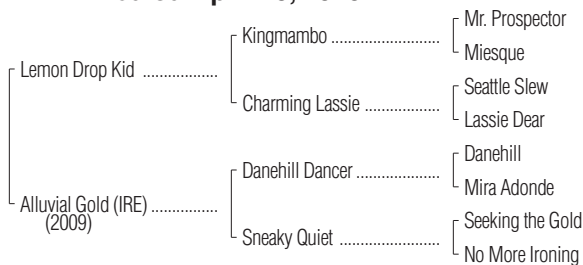 Mr. Prospector
Kingmambo ....................
Miesque
Lemon Drop Kid ..................
Seattle Slew
Charming Lassie ..................
Lassie Dear
Danehill
Danehill Dancer ....................
Mira Adonde
Alluvial Gold (IRE) ................
(2009)
Seeking the Gold
Sneaky Quiet ........................
No More Ironing